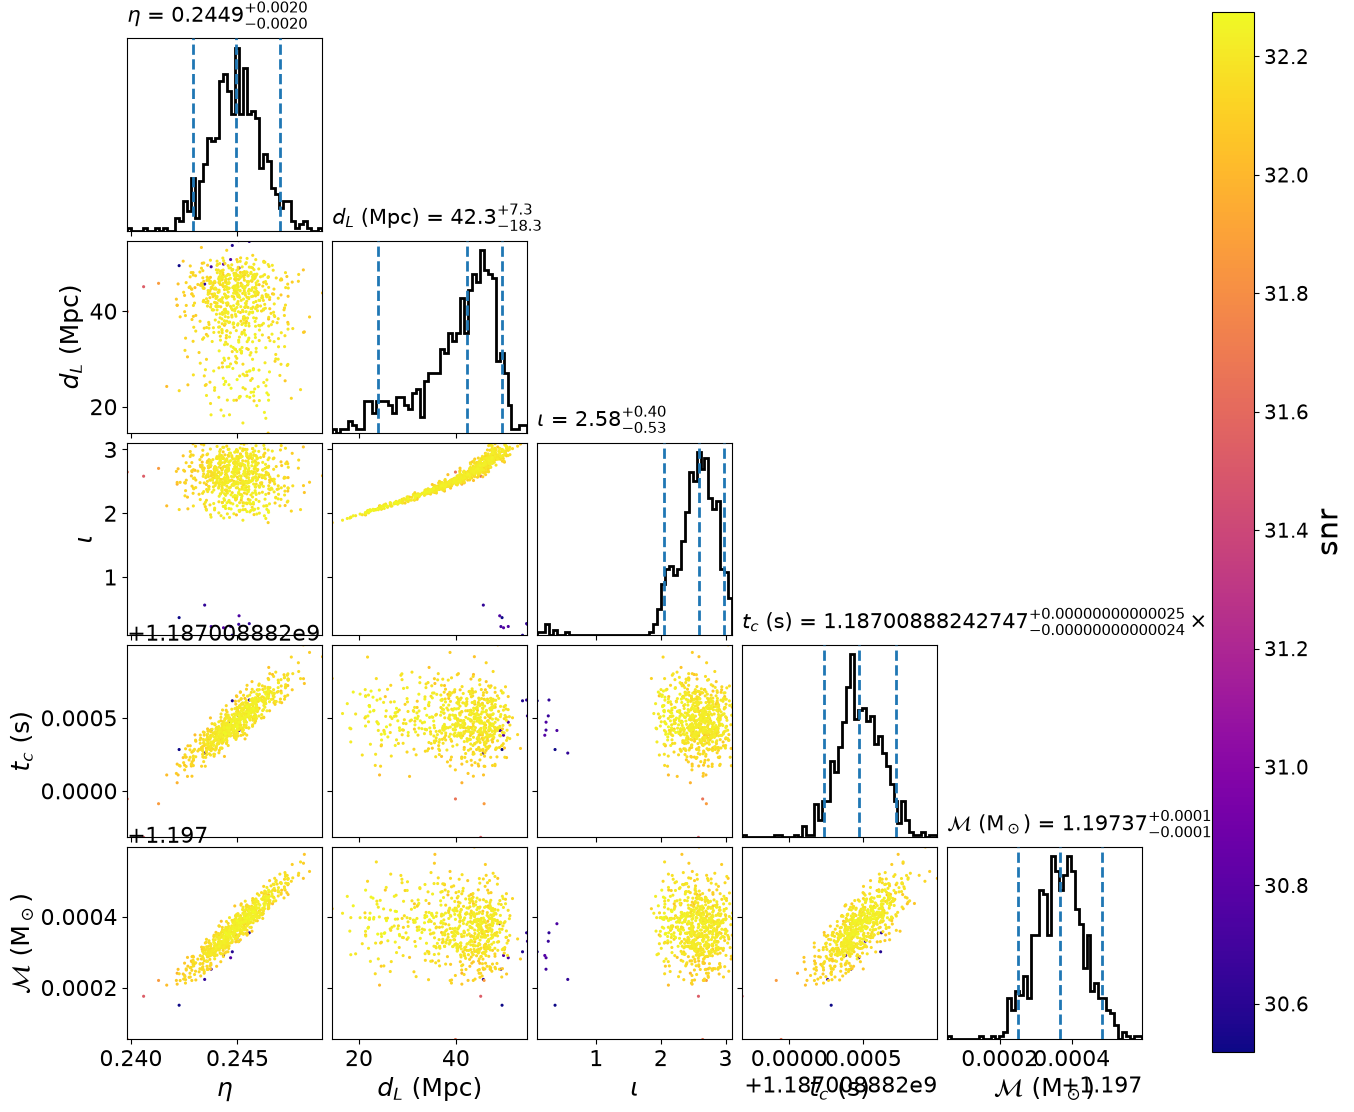 η = 0.2449 +0.0020 −0.0020
d_L (Mpc) = 42.3 +7.3 −18.3
ι = 2.58 +0.40 −0.53
t_c (s) = 1.18700888242747 +0.00000000000025 −0.00000000000024 ×
ℳ (M_⊙) = 1.19737 +0.0001 −0.0001
d_L (Mpc)
40
20
ι
3
2
1
+1.187008882e9
t_c (s)
0.0005
0.0000
+1.197
ℳ (M_⊙)
0.0004
0.0002
0.240 0.245
η
20 40
d_L (Mpc)
1 2 3
ι
0.0000 0.0005
+1.187008882e9
t_c (s)
0.0002 0.0004
ℳ (M_⊙)
+1.197
32.2
32.0
31.8
31.6
31.4
31.2
31.0
30.8
30.6
snr